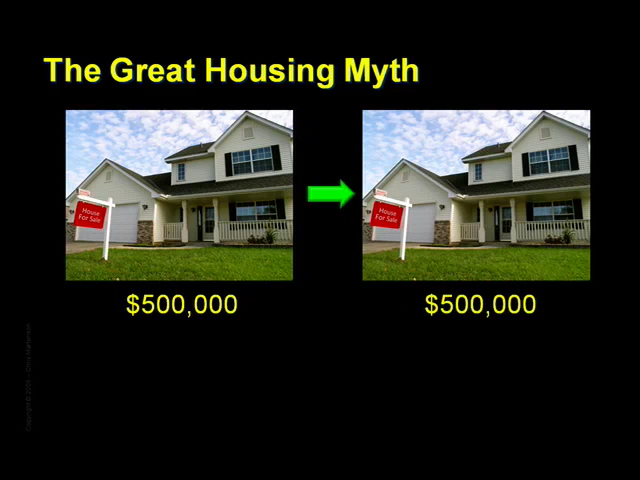 The Great Housing Myth
House
For Sale
House
For Sale
$500,000
$500,000